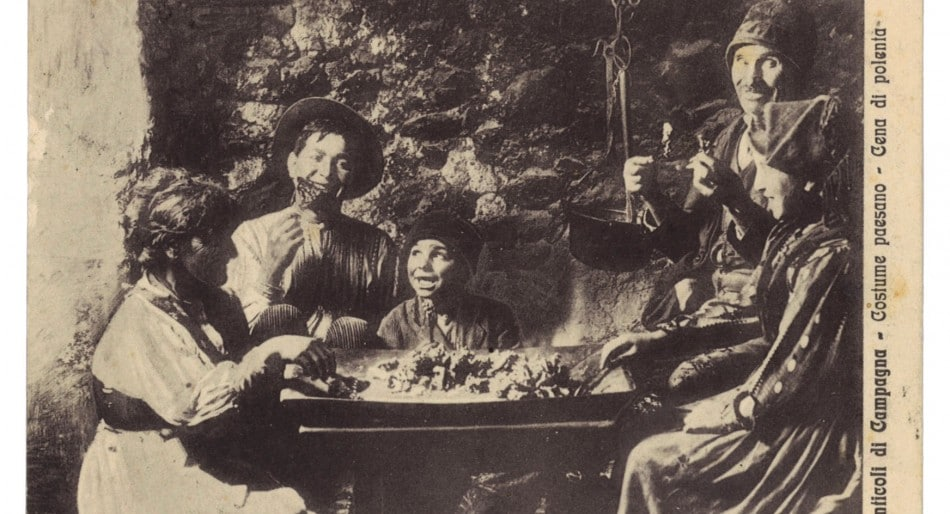 nticoli di Campagna - Costume paesano - Cena di polenta